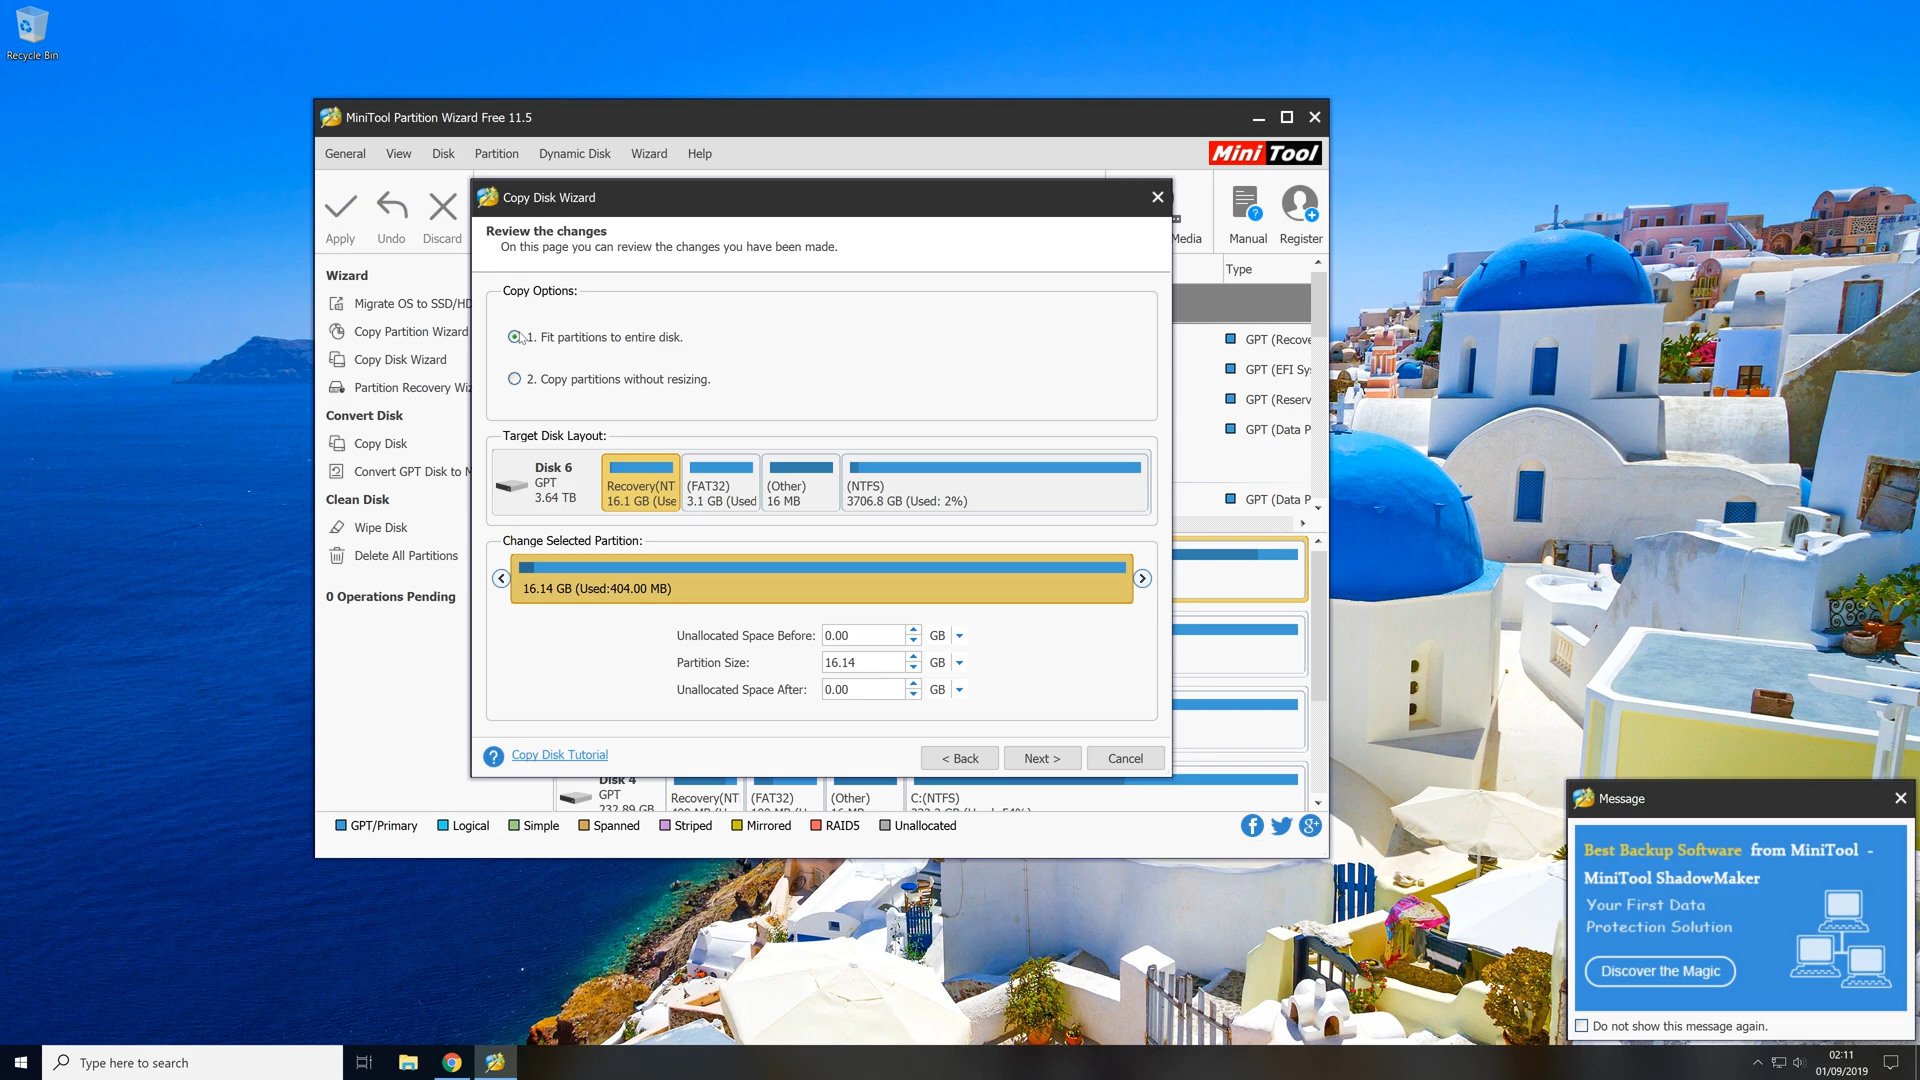 Recycle Bin
MiniTool Partition Wizard Free 11.5
General View Disk Partition Dynamic Disk Wizard Help
Mini Tool
Apply Undo Discard
Media Manual Register
Copy Disk Wizard
Review the changes
On this page you can review the changes you have been made.
Wizard
Migrate OS to SSD/HD
Copy Partition Wizard
Copy Disk Wizard
Partition Recovery Wiz
Convert Disk
Copy Disk
Convert GPT Disk to M
Clean Disk
Wipe Disk
Delete All Partitions
0 Operations Pending
Copy Options:
1. Fit partitions to entire disk.
2. Copy partitions without resizing.
Target Disk Layout:
Disk 6
GPT
3.64 TB
Recovery(NT
16.1 GB (Use
(FAT32)
3.1 GB (Used
(Other)
16 MB
(NTFS)
3706.8 GB (Used: 2%)
Change Selected Partition:
16.14 GB (Used:404.00 MB)
Unallocated Space Before: 0.00 GB
Partition Size: 16.14 GB
Unallocated Space After: 0.00 GB
Copy Disk Tutorial
< Back Next > Cancel
Type
GPT (Recove
GPT (EFI Sy
GPT (Reserv
GPT (Data P
GPT (Data P
Disk 4
GPT
232.89 GB
Recovery(NT
(FAT32)
(Other)
16 MB
C:(NTFS)
GPT/Primary Logical Simple Spanned Striped Mirrored RAID5 Unallocated
Message
Best Backup Software from MiniTool -
MiniTool ShadowMaker
Your First Data
Protection Solution
Discover the Magic
Do not show this message again.
Type here to search
02:11
01/09/2019